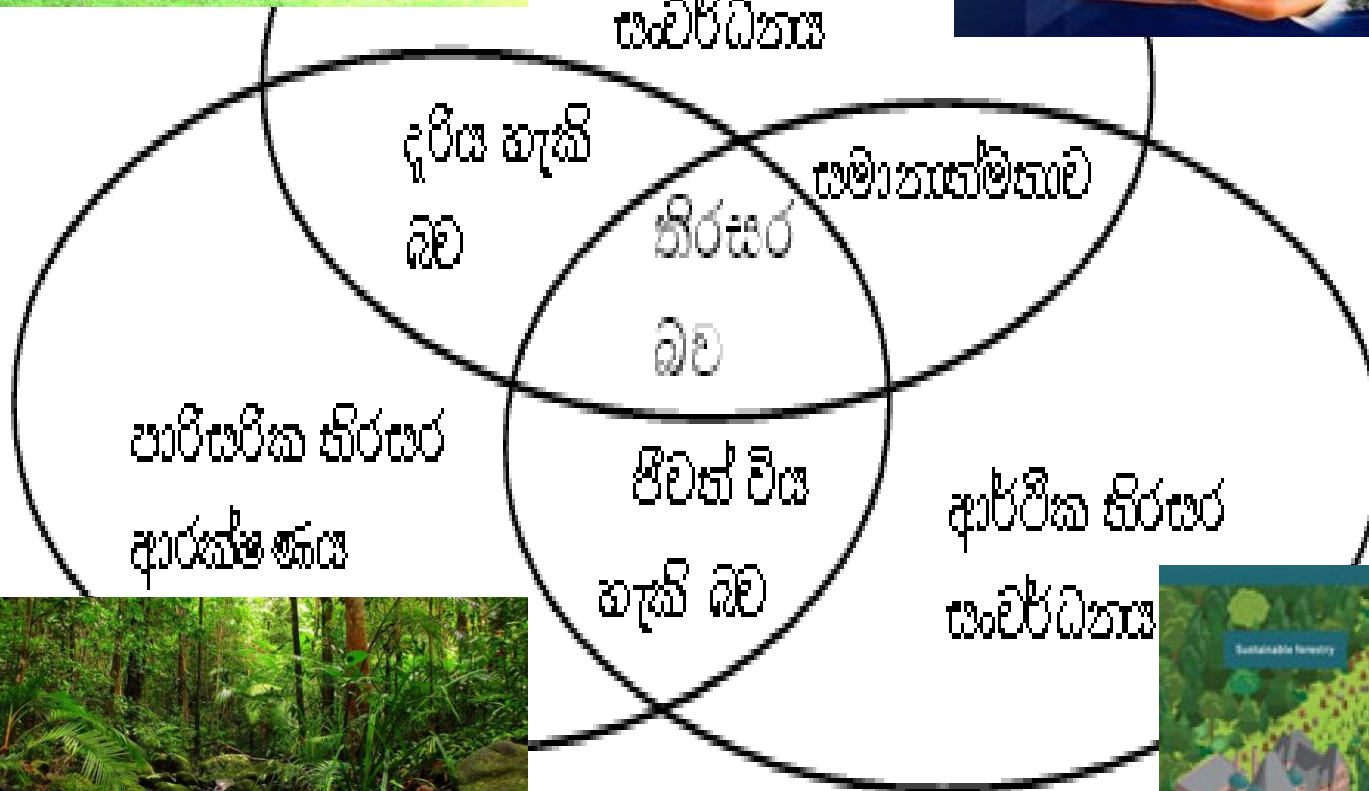 සංවර්ධනය
දූරිය හැකි
බව
සමානාත්මතාව
තිරසර
බව
පාරිසරික තිරසර
ආරක්ෂණය
ජීවත් විය
හැකි බව
ආර්ථික තිරසර
සංවර්ධනය
Sustainable forestry